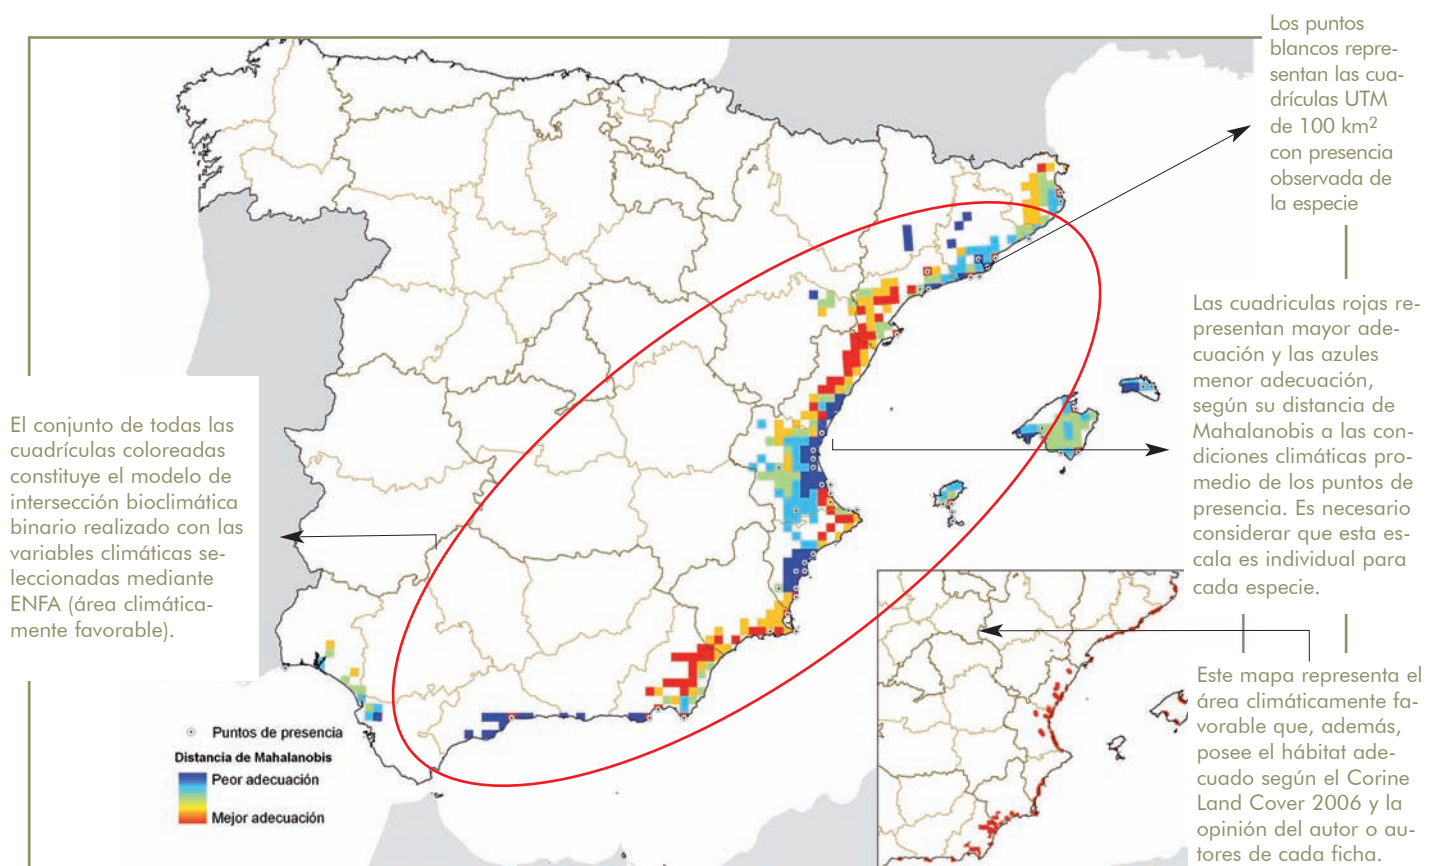 Los puntos
blancos repre-
sentan las cua-
drículas UTM
de 100 km²
con presencia
observada de
la especie
Las cuadriculas rojas re-
presentan mayor ade-
cuación y las azules
menor adecuación,
según su distancia de
Mahalanobis a las con-
diciones climáticas pro-
medio de los puntos de
presencia. Es necesario
considerar que esta es-
cala es individual para
cada especie.
El conjunto de todas las
cuadrículas coloreadas
constituye el modelo de
intersección bioclimática
binario realizado con las
variables climáticas se-
leccionadas mediante
ENFA (área climática-
mente favorable).
Puntos de presencia
Distancia de Mahalanobis
Peor adecuación
Mejor adecuación
Este mapa representa el
área climáticamente fa-
vorable que, además,
posee el hábitat ade-
cuado según el Corine
Land Cover 2006 y la
opinión del autor o au-
tores de cada ficha.